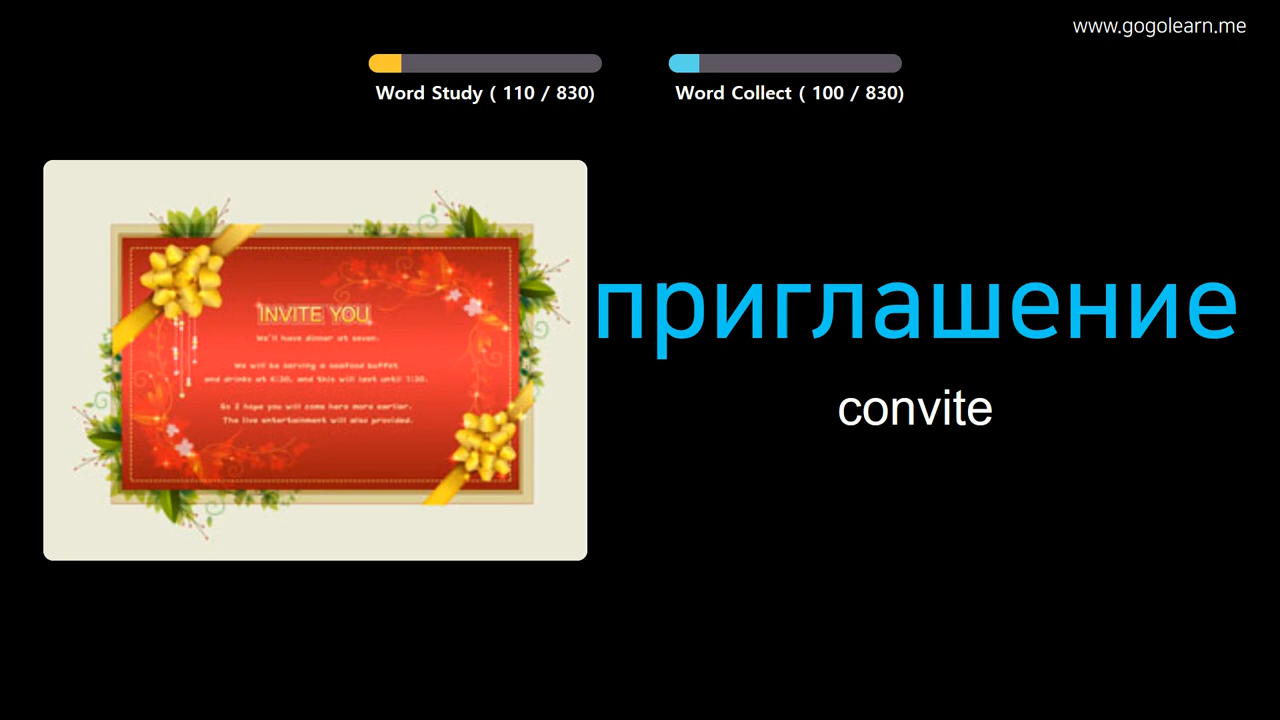 www.gogolearn.me
Word Study ( 110 / 830)
Word Collect ( 100 / 830)
INVITE YOU
We'll have dinner at seven.
We will be serving a seafood buffet
and drinks at 6:30, and this will last until 1:30.
So I hope you will come here more earlier.
The live entertainment will also provided.
приглашение
convite